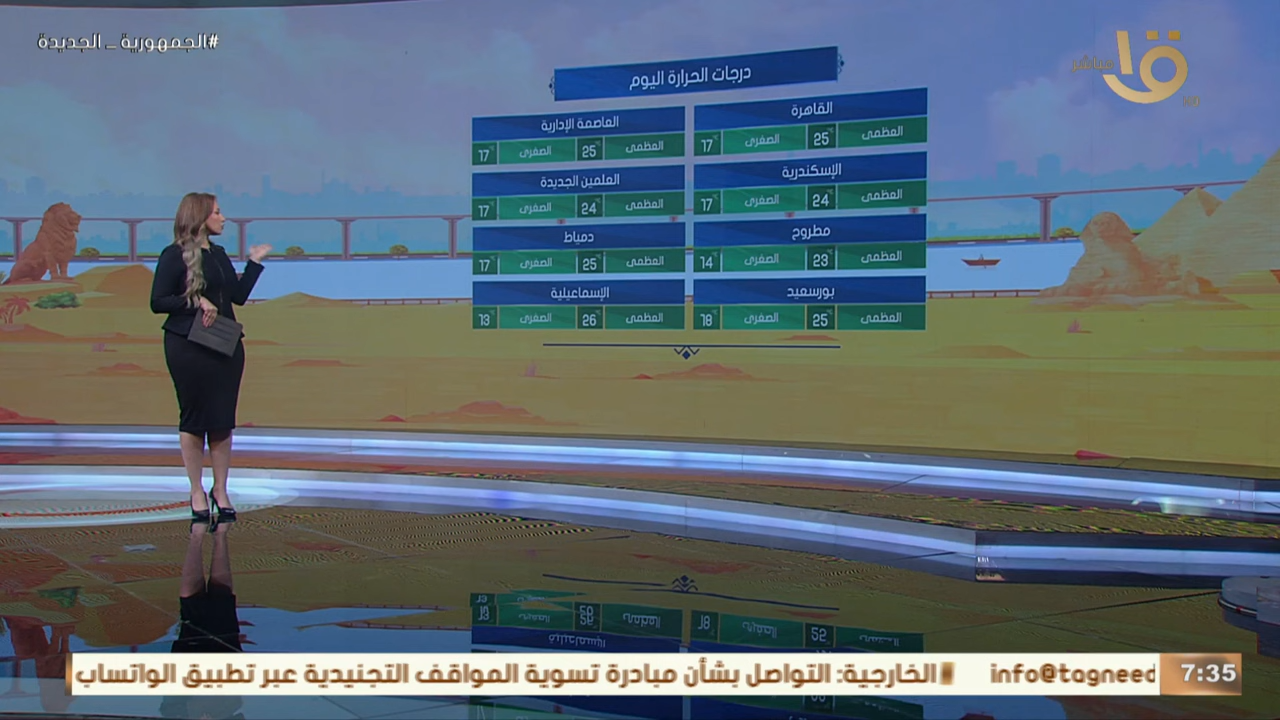 #الجمهورية _ الجديدة
مباشر
درجات الحرارة اليوم
القاهرة
العظمى 25 الصغرى 17
العاصمة الإدارية
العظمى 25 الصغرى 17
الإسكندرية
العظمى 24 الصغرى 17
العلمين الجديدة
العظمى 24 الصغرى 17
مطروح
العظمى 23 الصغرى 14
دمياط
العظمى 25 الصغرى 17
بورسعيد
العظمى 25 الصغرى 18
الإسماعيلية
العظمى 26 الصغرى 13
info@tagneed
الخارجية: التواصل بشأن مبادرة تسوية المواقف التجنيدية عبر تطبيق الواتساب
7:35